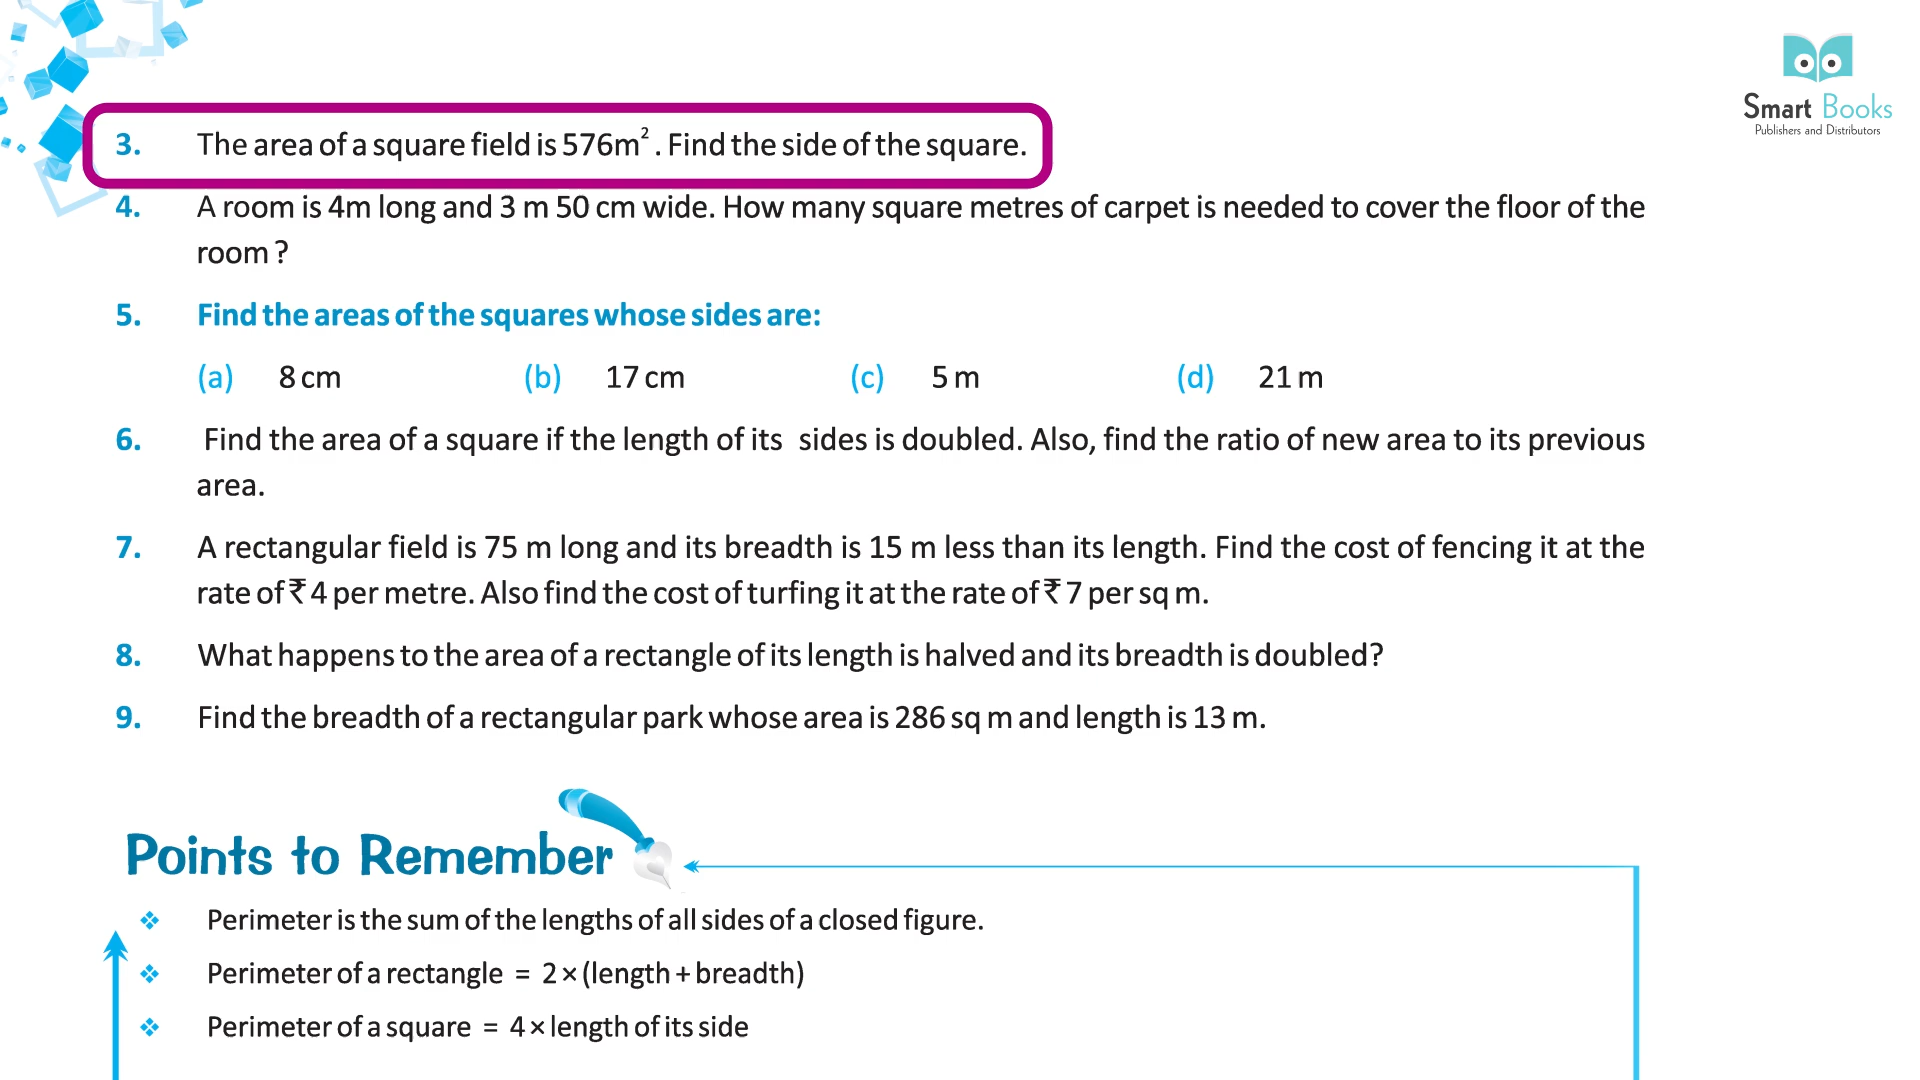 Smart Books
Publishers and Distributors
3. The area of a square field is 576m². Find the side of the square.
4. A room is 4m long and 3 m 50 cm wide. How many square metres of carpet is needed to cover the floor of the
room ?
5. Find the areas of the squares whose sides are:
(a) 8 cm (b) 17 cm (c) 5 m (d) 21 m
6. Find the area of a square if the length of its sides is doubled. Also, find the ratio of new area to its previous
area.
7. A rectangular field is 75 m long and its breadth is 15 m less than its length. Find the cost of fencing it at the
rate of ₹ 4 per metre. Also find the cost of turfing it at the rate of ₹ 7 per sq m.
8. What happens to the area of a rectangle of its length is halved and its breadth is doubled?
9. Find the breadth of a rectangular park whose area is 286 sq m and length is 13 m.
Points to Remember
❖ Perimeter is the sum of the lengths of all sides of a closed figure.
❖ Perimeter of a rectangle = 2 × (length + breadth)
❖ Perimeter of a square = 4 × length of its side